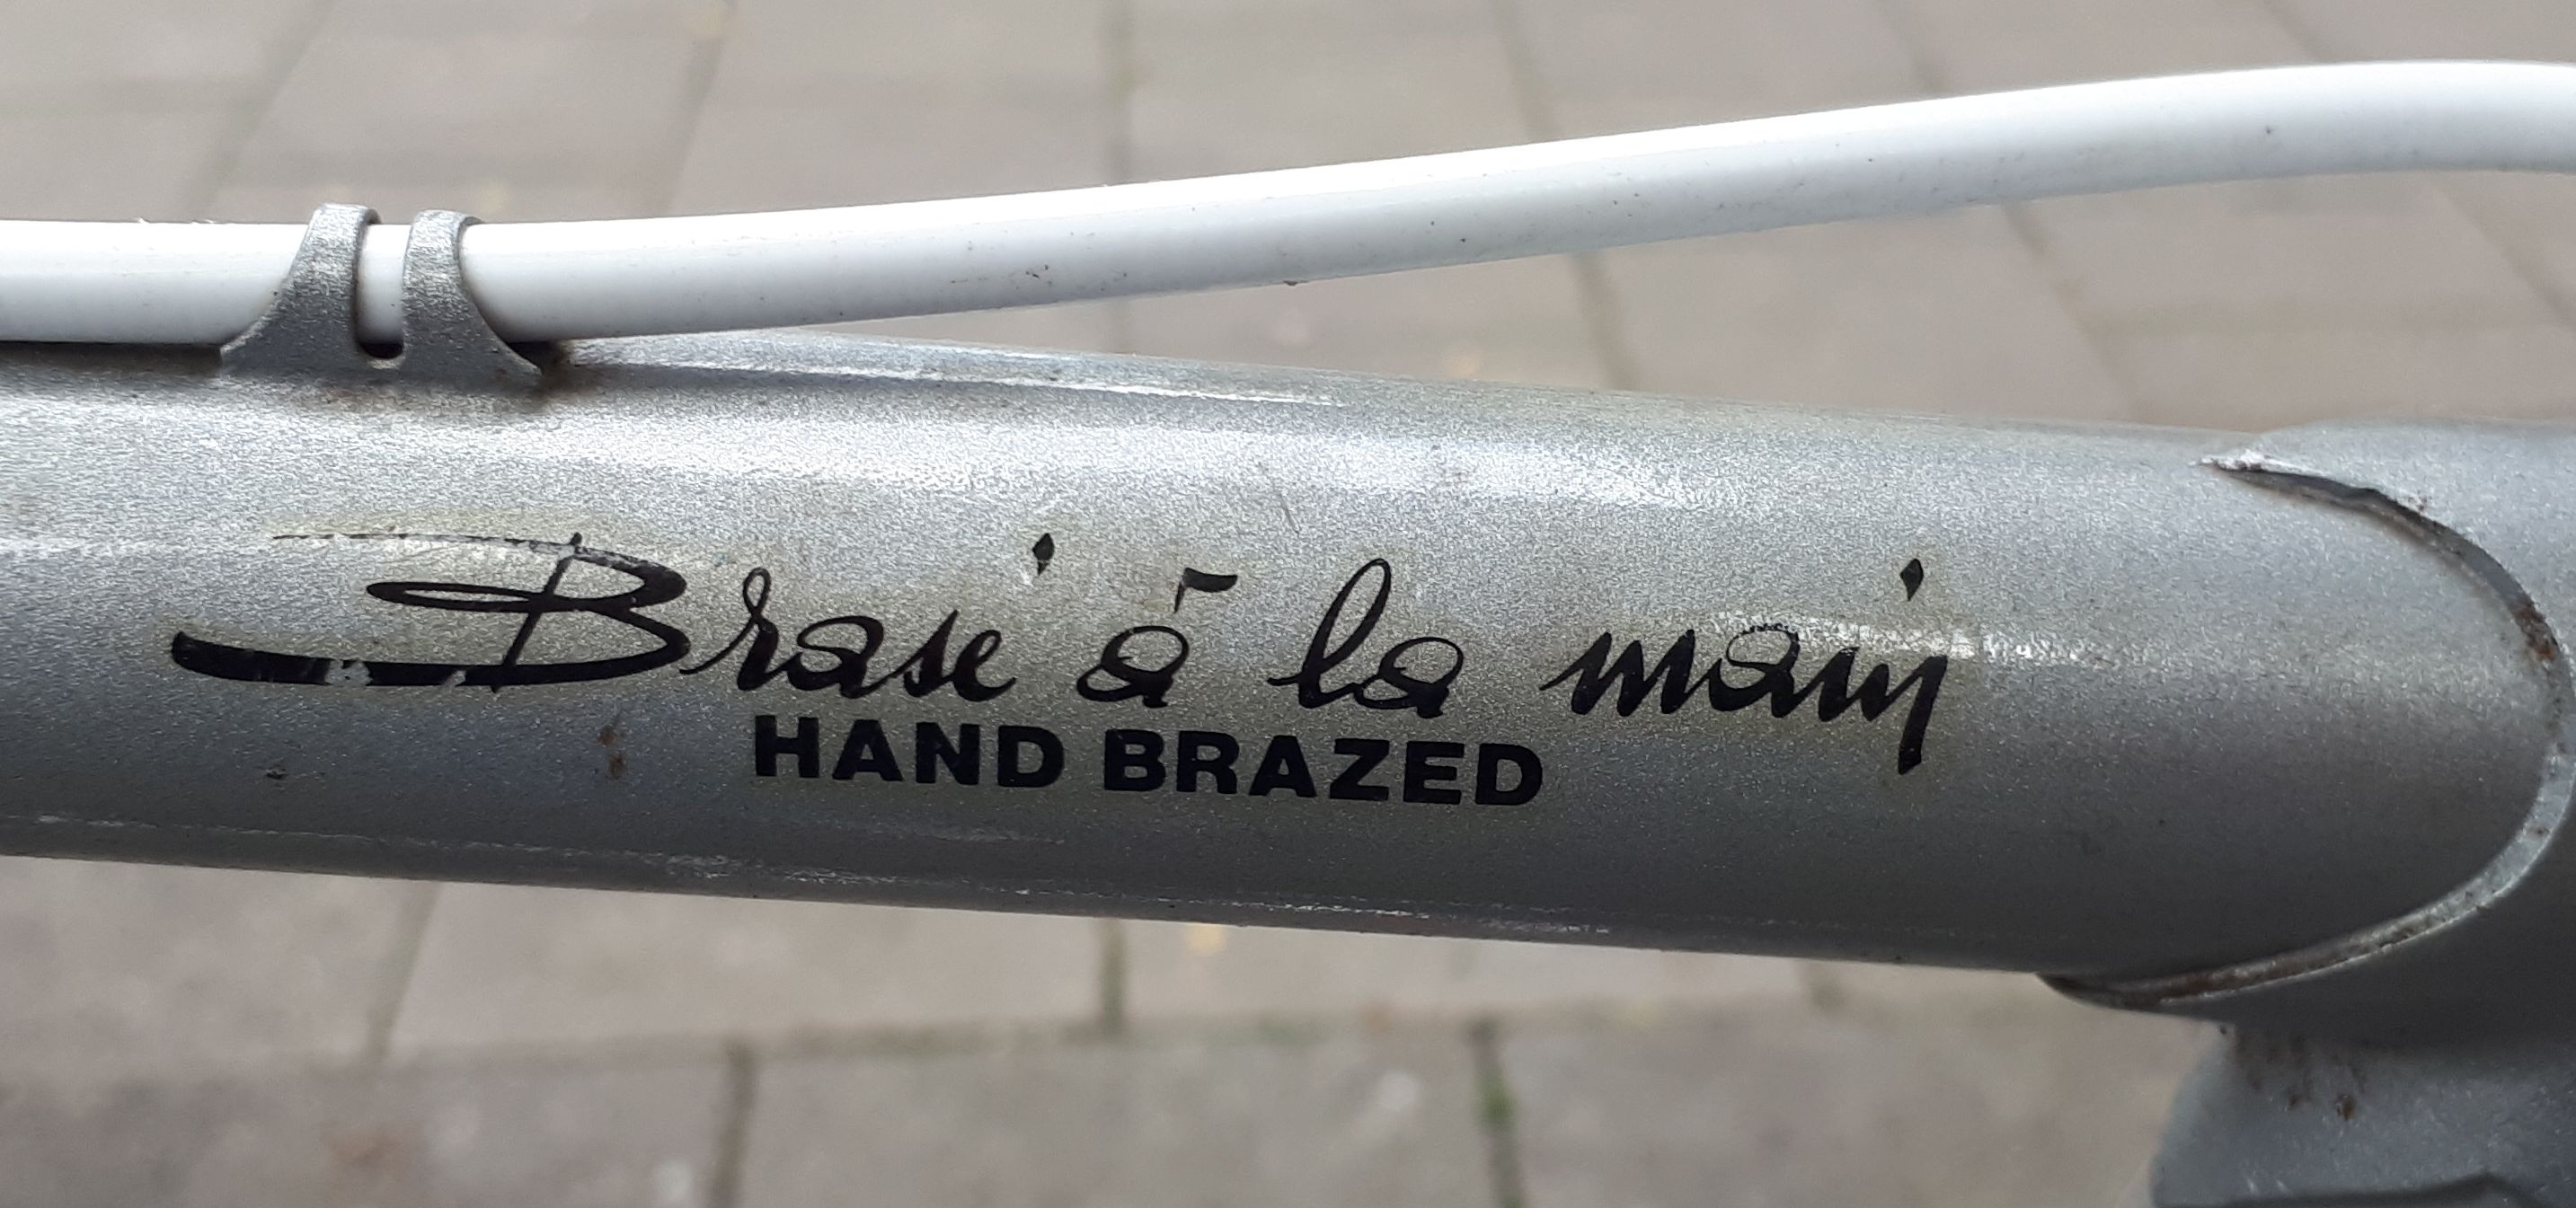 Brasé à la main
HAND BRAZED